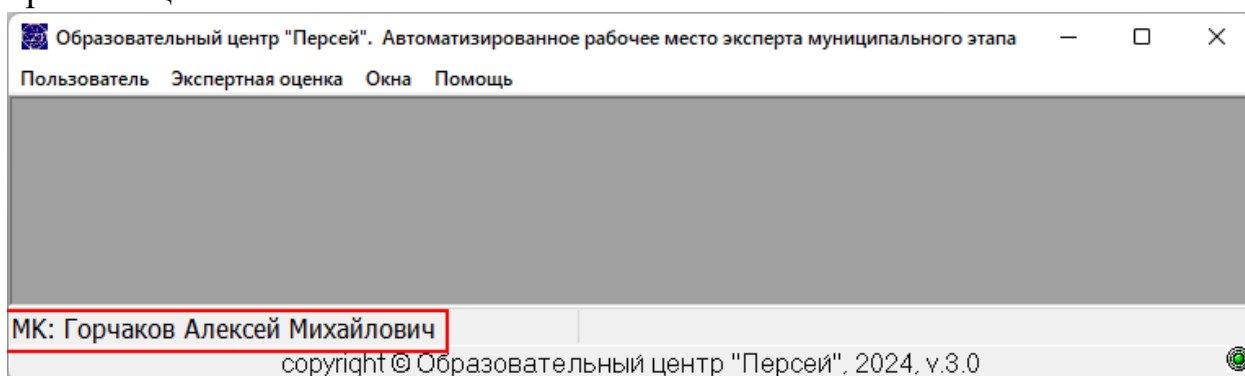 Образовательный центр "Персей". Автоматизированное рабочее место эксперта муниципального этапа
Пользователь Экспертная оценка Окна Помощь
МК: Горчаков Алексей Михайлович
copyright © Образовательный центр "Персей", 2024, v.3.0